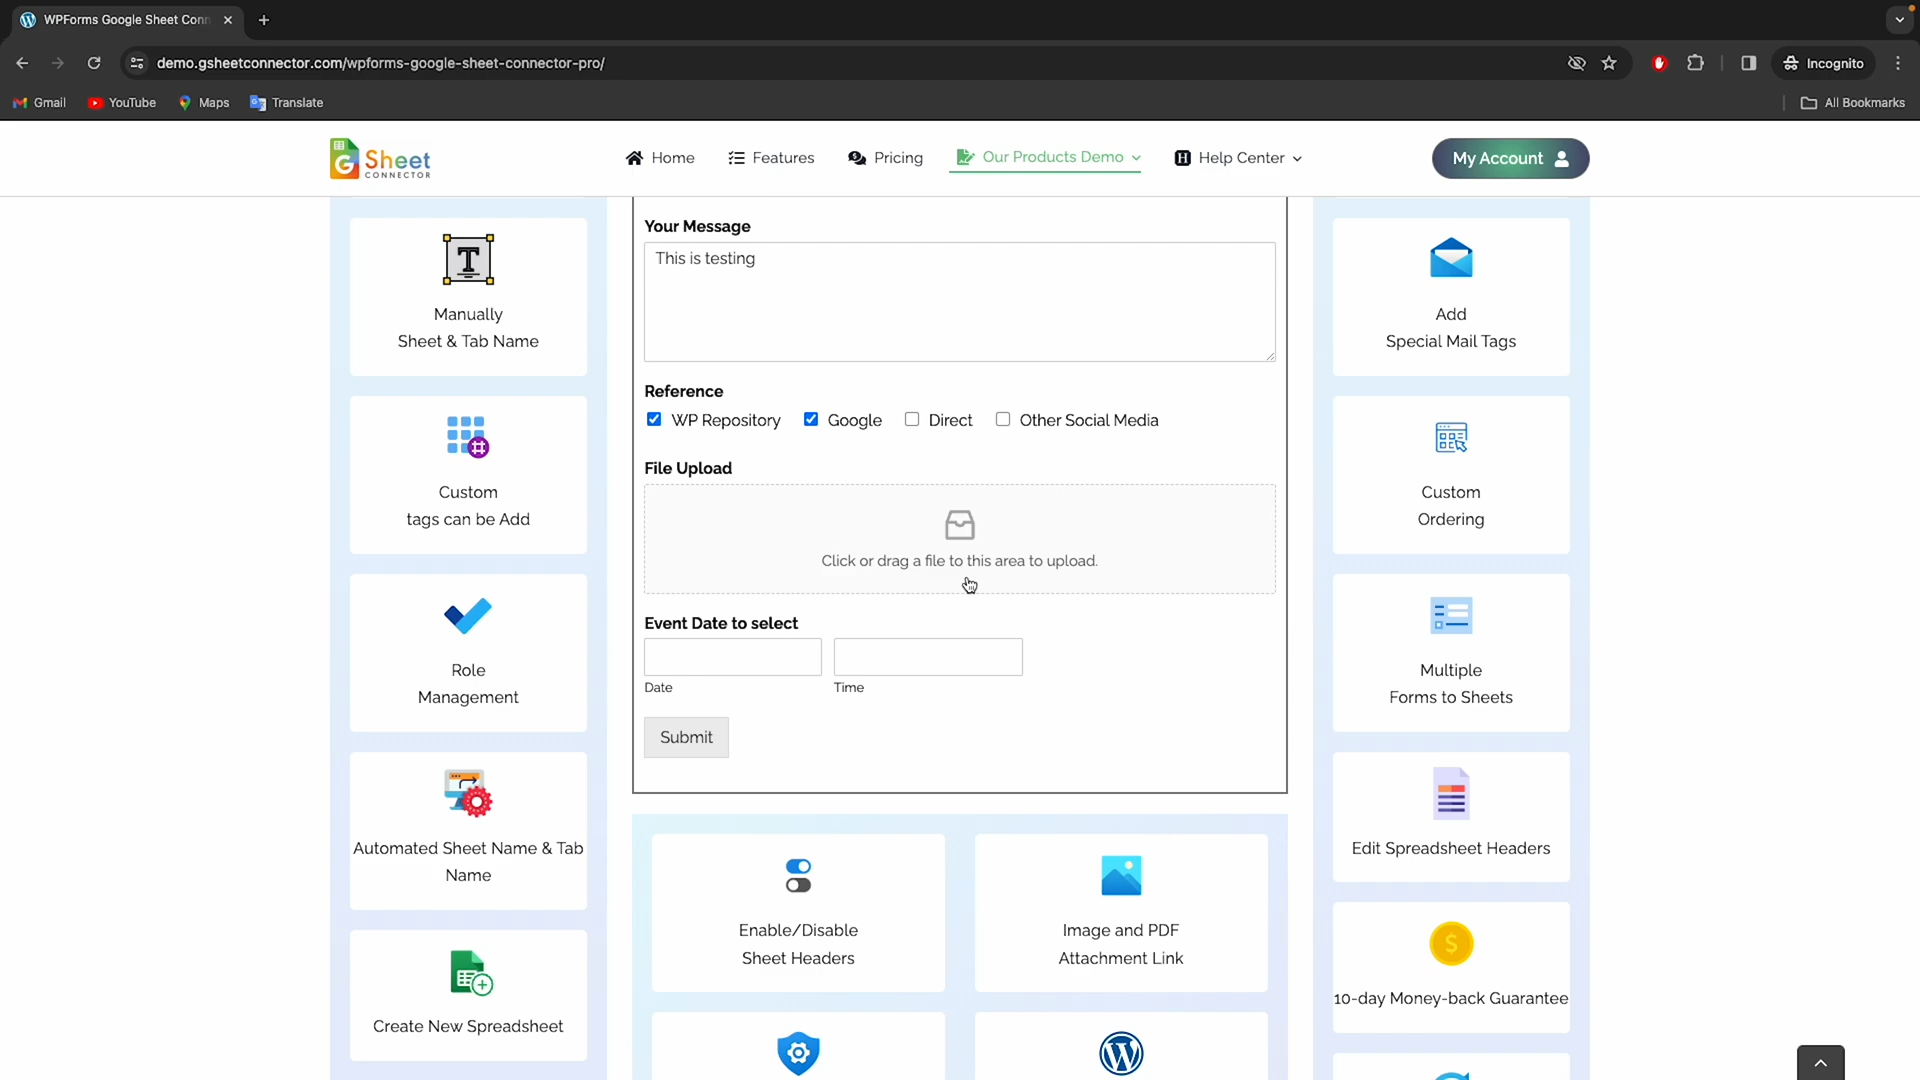 WPForms Google Sheet Conn
demo.gsheetconnector.com/wpforms-google-sheet-connector-pro/
Incognito
Gmail
YouTube
Maps
Translate
All Bookmarks
G
Sheet
CONNECTOR
Home
Features
Pricing
Our Products Demo
H
Help Center
My Account
T
Manually
Sheet & Tab Name
Custom
tags can be Add
Role
Management
Automated Sheet Name & Tab
Name
Create New Spreadsheet
Your Message
This is testing
Reference
WP Repository
Google
Direct
Other Social Media
File Upload
Click or drag a file to this area to upload.
Event Date to select
Date
Time
Submit
Enable/Disable
Sheet Headers
Image and PDF
Attachment Link
Add
Special Mail Tags
Custom
Ordering
Multiple
Forms to Sheets
Edit Spreadsheet Headers
$
10-day Money-back Guarantee